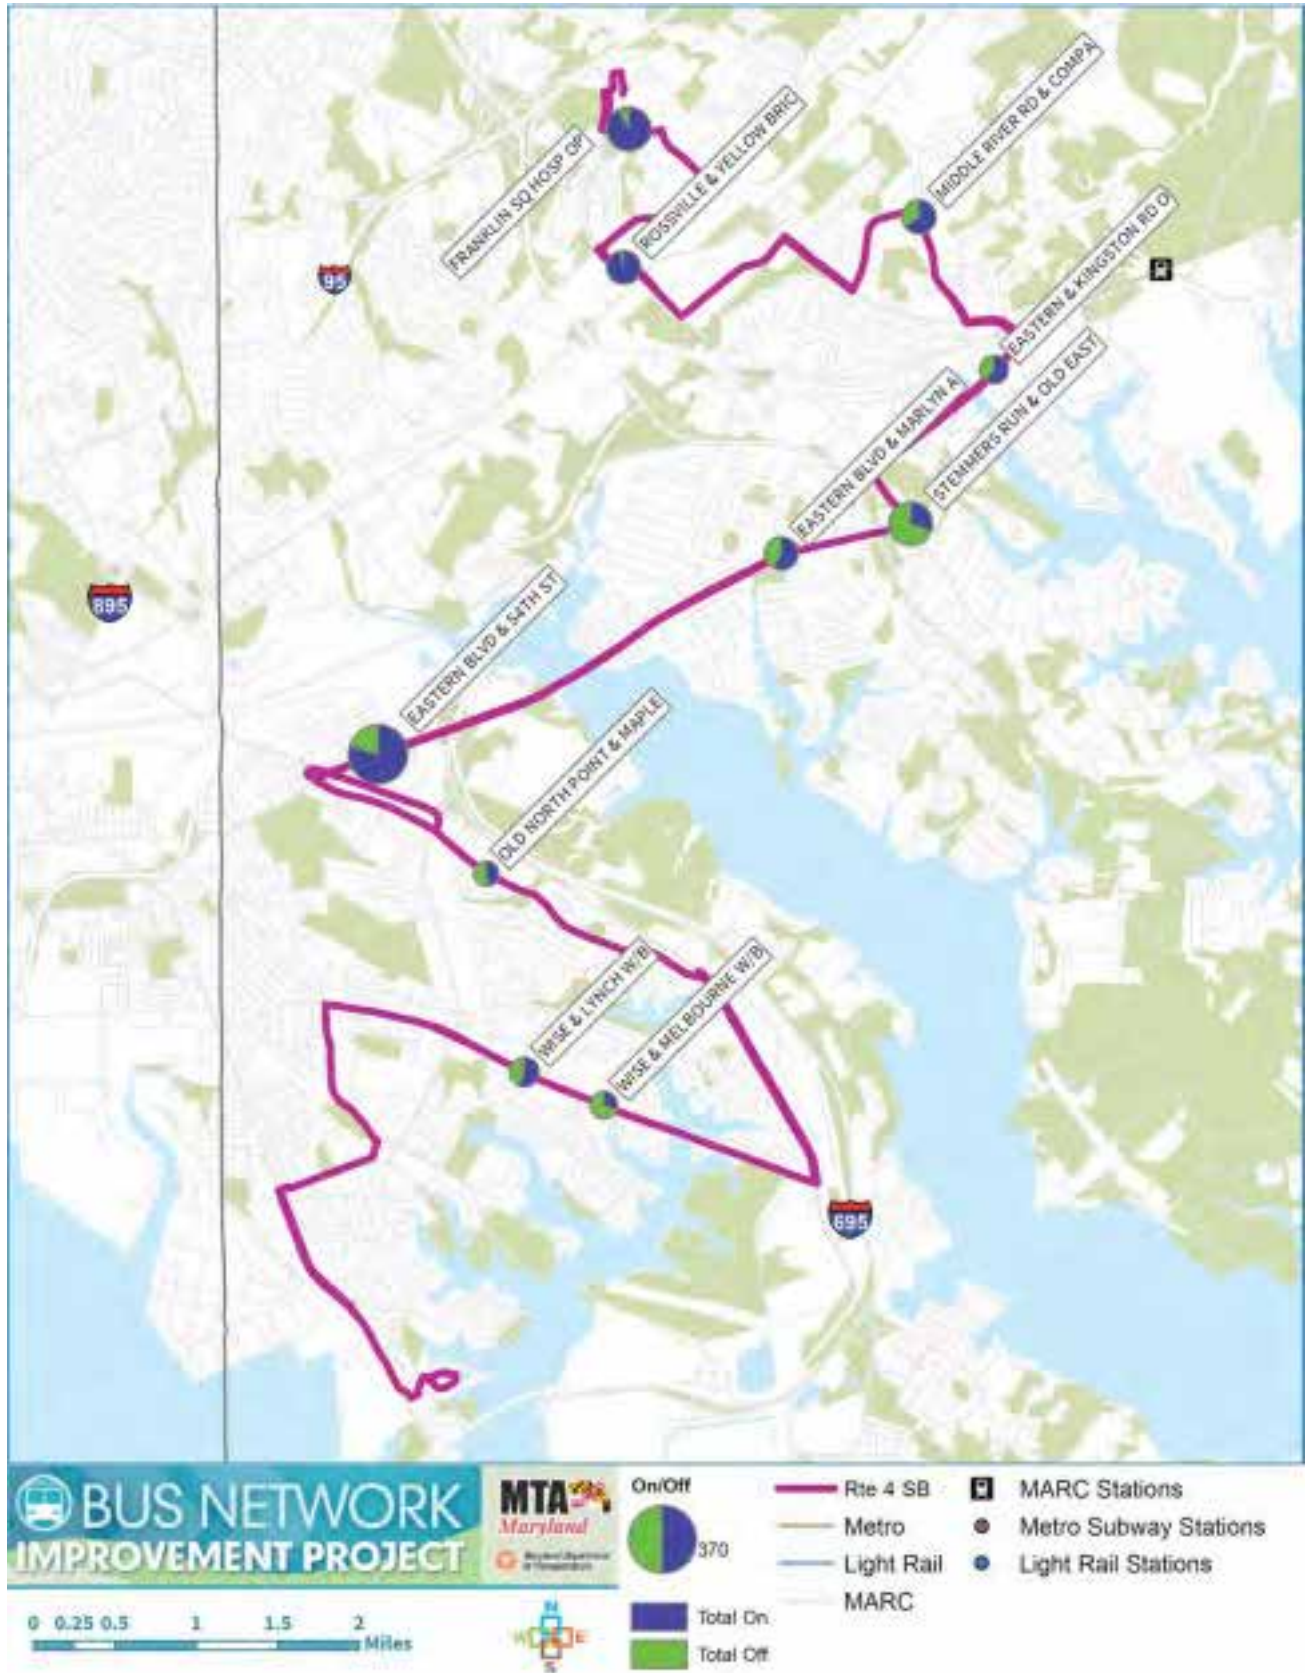 FRANKLIN SQ HOSP OP
ROSSVILLE & YELLOW BRIC
MIDDLE RIVER RD & COMPA
EASTERN & KINGSTON RD O
95
STEMMERS RUN & OLD EAST
EASTERN BLVD & MARLYN A
895
EASTERN BLVD & 54TH ST
OLD NORTH POINT & MAPLE
WISE & LYNCH W/B
WISE & MELBOURNE W/B
695
BUS NETWORK
IMPROVEMENT PROJECT
MTA
Maryland
On/Off
370
Total On
Total Off
Rte 4 SB
Metro
Light Rail
MARC
MARC Stations
Metro Subway Stations
Light Rail Stations
0 0.25 0.5 1 1.5 2
Miles
N
W E
S